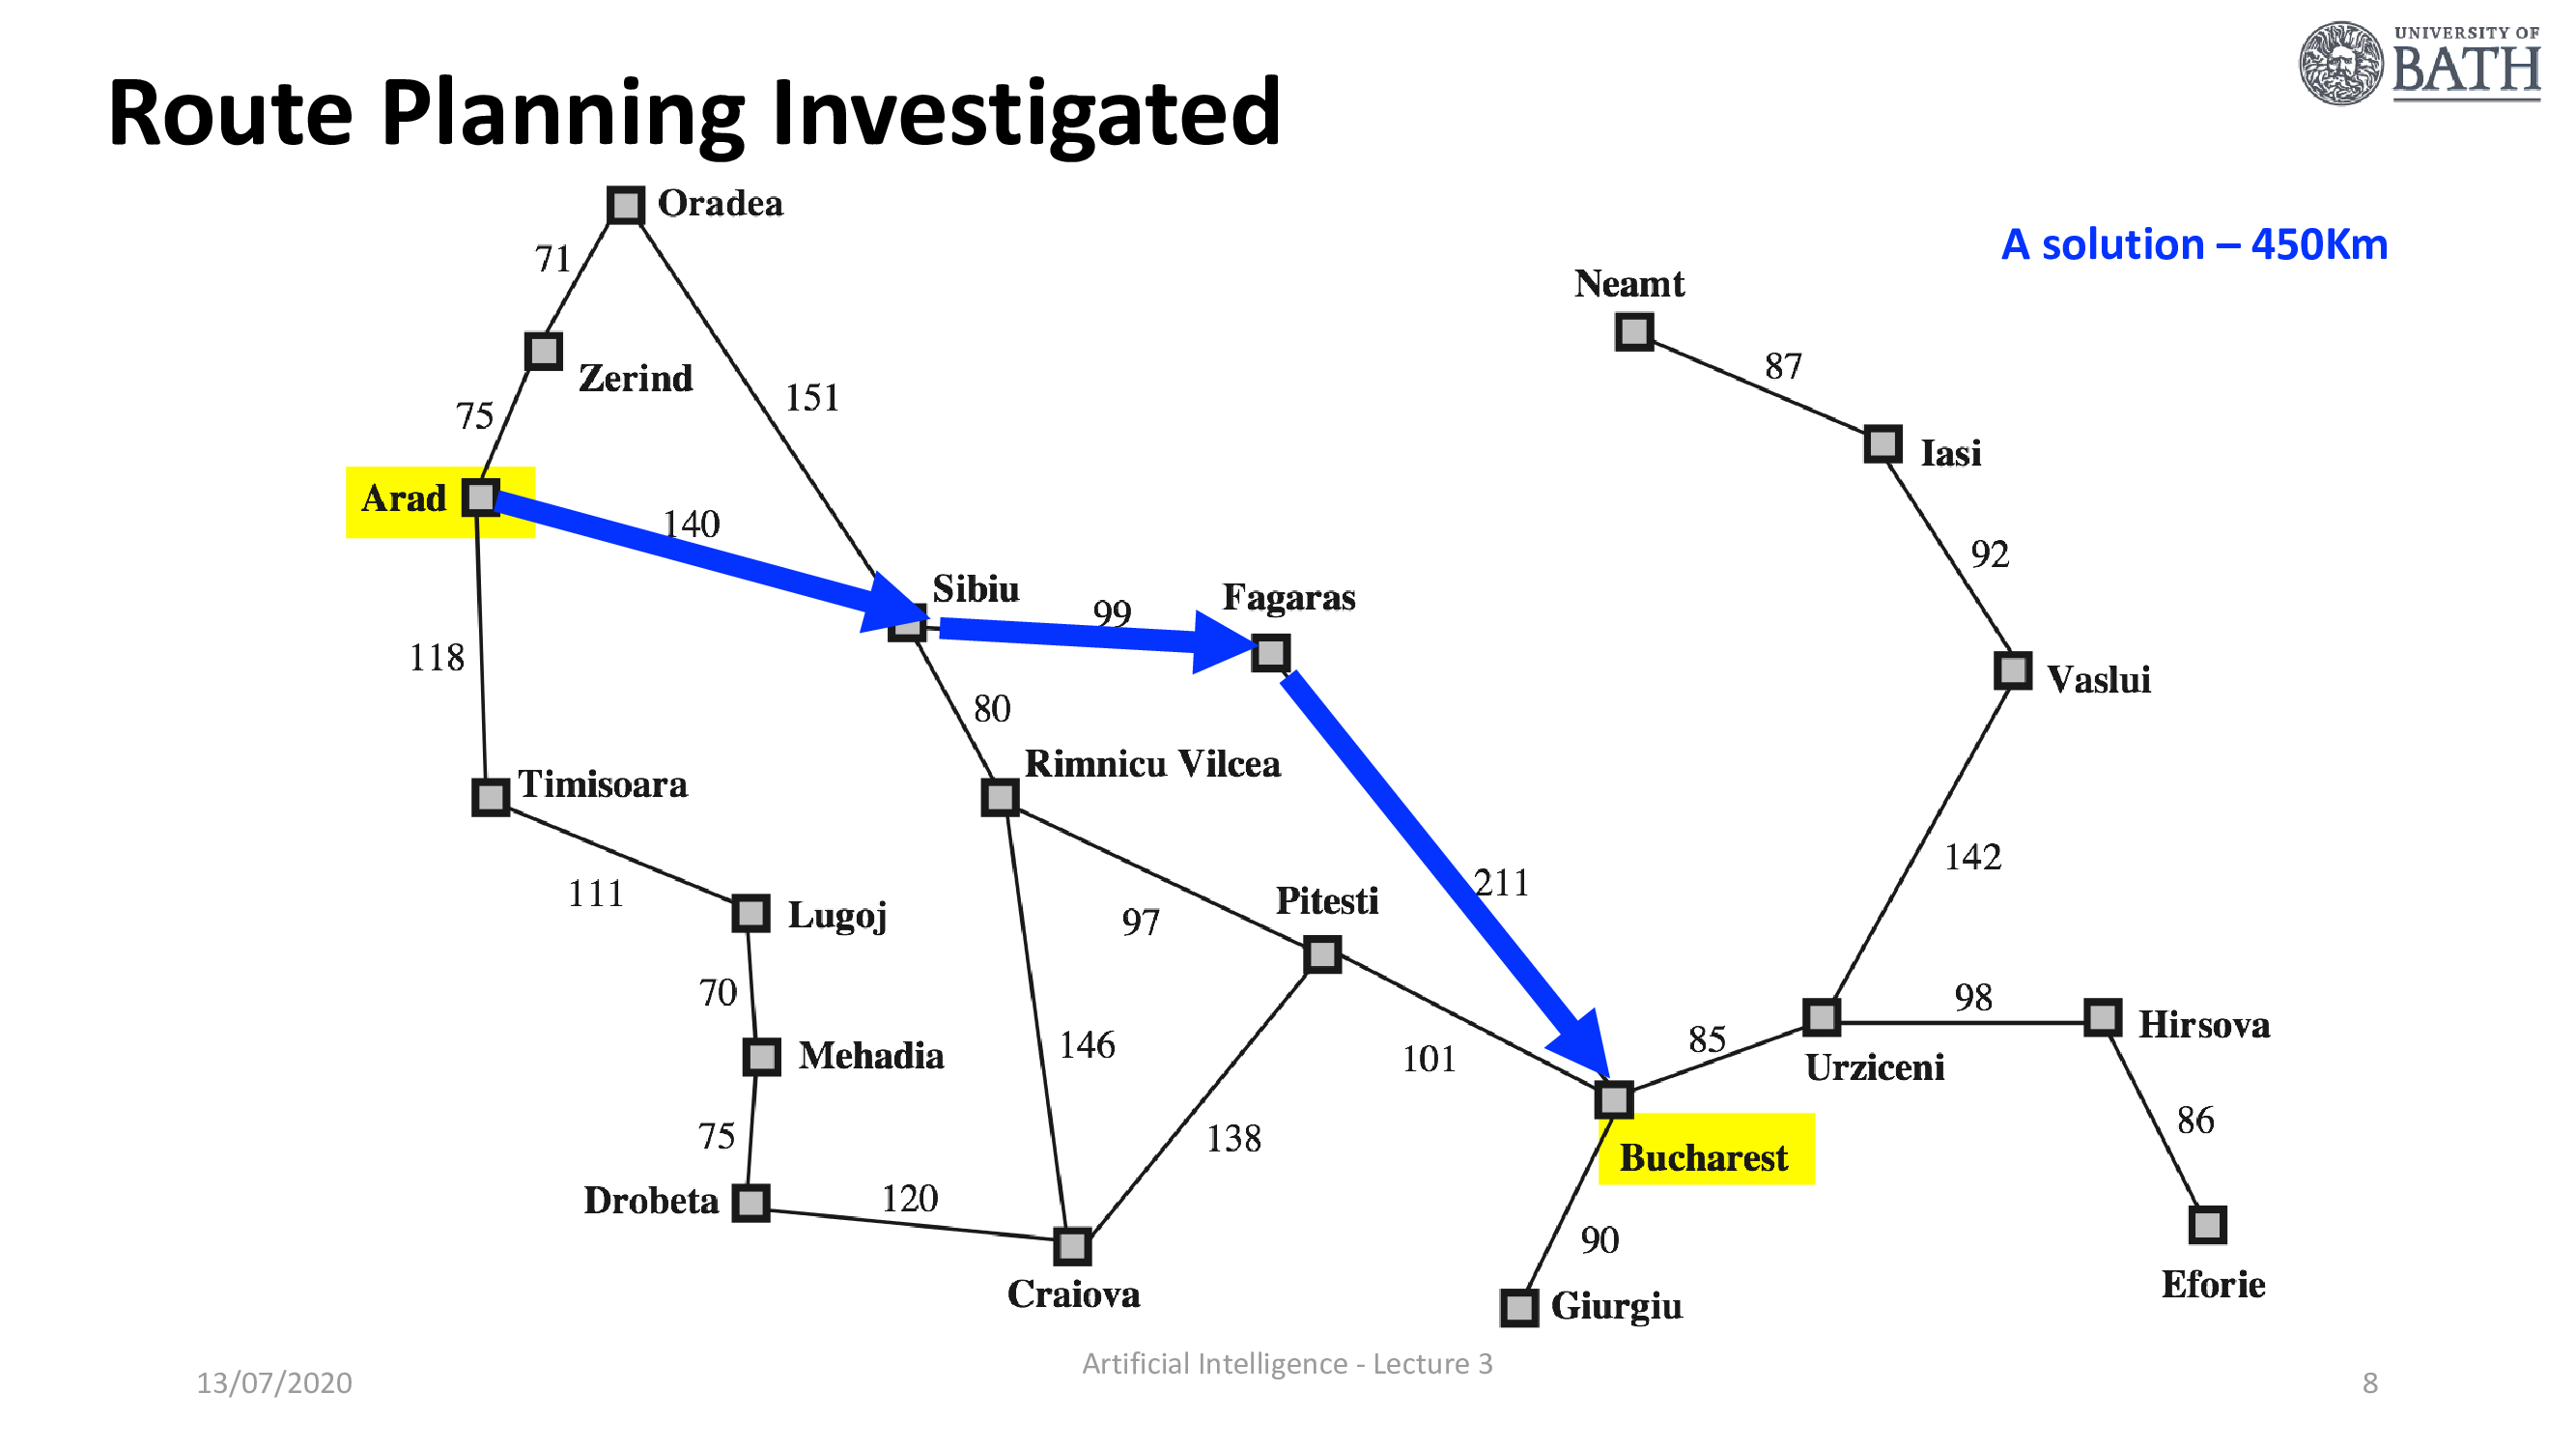 UNIVERSITY OF
BATH
Route Planning Investigated
A solution – 450Km
Oradea
71
Neamt
87
Zerind
151
75
Iasi
Arad
140
92
Sibiu
99
Fagaras
118
Vaslui
80
Rimnicu Vilcea
Timisoara
142
111
Lugoj
97
Pitesti
211
70
98
Hirsova
Mehadia
146
101
85
Urziceni
75
138
Bucharest
86
Drobeta
120
90
Craiova
Giurgiu
Eforie
13/07/2020
Artificial Intelligence - Lecture 3
8